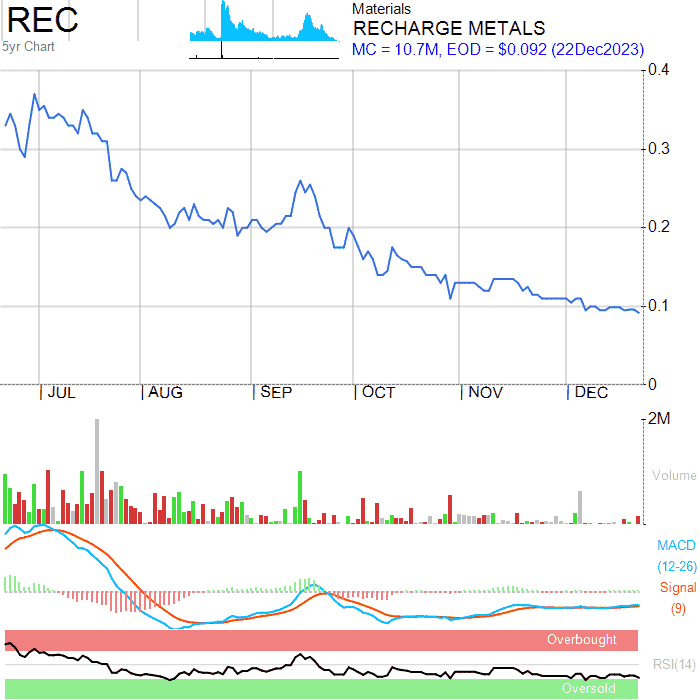 REC
5yr Chart
Materials
RECHARGE METALS
MC = 10.7M, EOD = $0.092 (22Dec2023)
0.4
0.3
0.2
0.1
0
JUL AUG SEP OCT NOV DEC
2M
Volume
MACD
(12-26)
Signal
(9)
Overbought
RSI(14)
Oversold